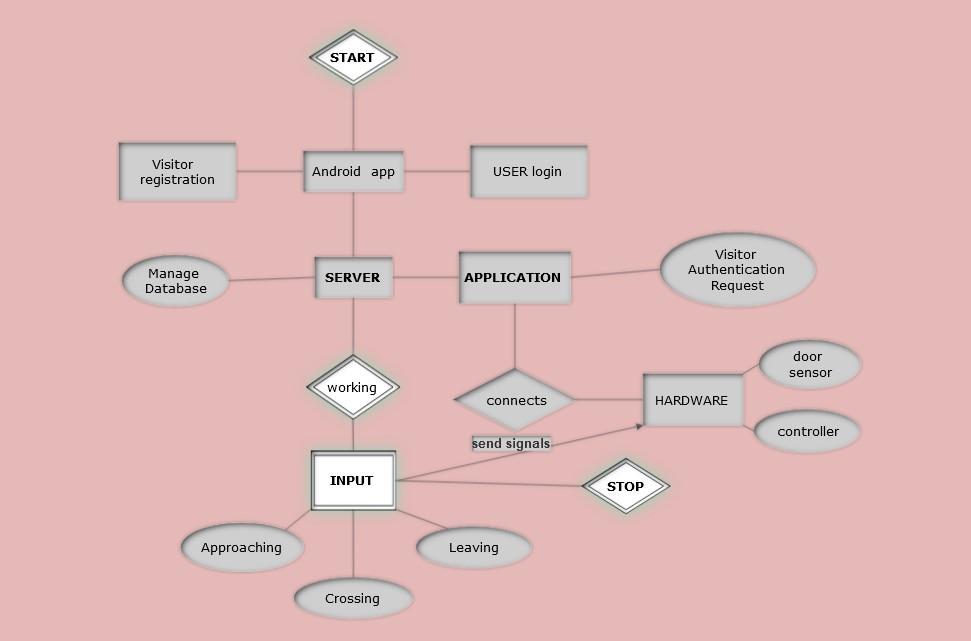 START
Visitor
registration
Android app
USER login
Manage
Database
SERVER
APPLICATION
Visitor
Authentication
Request
working
connects
HARDWARE
door
sensor
controller
send signals
INPUT
STOP
Approaching
Leaving
Crossing